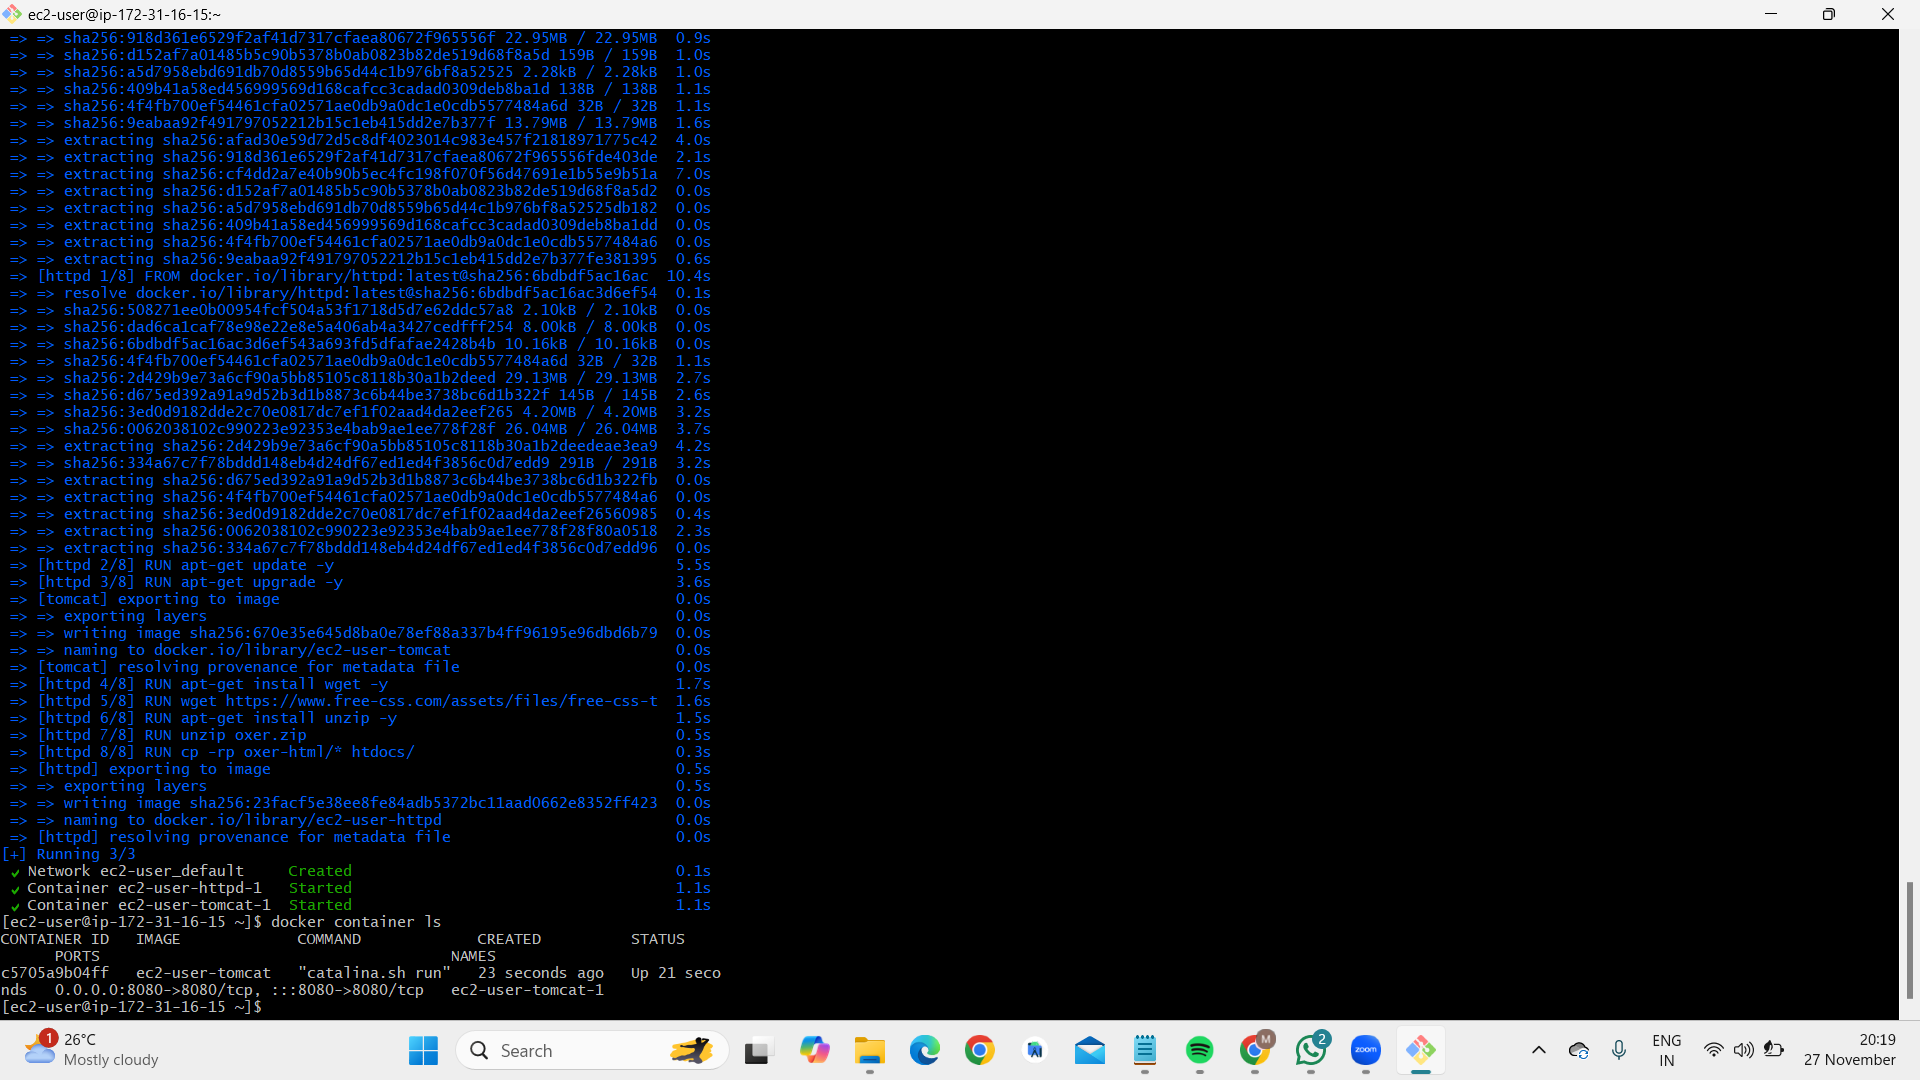 ec2-user@ip-172-31-16-15:~
=> => sha256:918d361e6529f2af41d7317cfaea80672f965556f 22.95MB / 22.95MB 0.9s
=> => sha256:d152af7a01485b5c90b5378b0ab0823b82de519d68f8a5d 159B / 159B 1.0s
=> => sha256:a5d7958ebd691db70d8559b65d44c1b976bf8a52525 2.28kB / 2.28kB 1.0s
=> => sha256:409b41a58ed456999569d168cafcc3cadad0309deb8ba1d 138B / 138B 1.1s
=> => sha256:4f4fb700ef54461cfa02571ae0db9a0dc1e0cdb5577484a6d 32B / 32B 1.1s
=> => sha256:9eabaa92f491797052212b15c1eb415dd2e7b377f 13.79MB / 13.79MB 1.6s
=> => extracting sha256:afad30e59d72d5c8df4023014c983e457f21818971775c42 4.0s
=> => extracting sha256:918d361e6529f2af41d7317cfaea80672f965556fde403de 2.1s
=> => extracting sha256:cf4dd2a7e40b90b5ec4fc198f070f56d47691e1b55e9b51a 7.0s
=> => extracting sha256:d152af7a01485b5c90b5378b0ab0823b82de519d68f8a5d2 0.0s
=> => extracting sha256:a5d7958ebd691db70d8559b65d44c1b976bf8a52525db182 0.0s
=> => extracting sha256:409b41a58ed456999569d168cafcc3cadad0309deb8ba1dd 0.0s
=> => extracting sha256:4f4fb700ef54461cfa02571ae0db9a0dc1e0cdb5577484a6 0.0s
=> => extracting sha256:9eabaa92f491797052212b15c1eb415dd2e7b377fe381395 0.6s
=> [httpd 1/8] FROM docker.io/library/httpd:latest@sha256:6bdbdf5ac16ac 10.4s
=> => resolve docker.io/library/httpd:latest@sha256:6bdbdf5ac16ac3d6ef54 0.1s
=> => sha256:508271ee0b00954fcf504a53f1718d5d7e62ddc57a8 2.10kB / 2.10kB 0.0s
=> => sha256:dad6ca1caf78e98e22e8e5a406ab4a3427cedfff254 8.00kB / 8.00kB 0.0s
=> => sha256:6bdbdf5ac16ac3d6ef543a693fd5dfafae2428b4b 10.16kB / 10.16kB 0.0s
=> => sha256:4f4fb700ef54461cfa02571ae0db9a0dc1e0cdb5577484a6d 32B / 32B 1.1s
=> => sha256:2d429b9e73a6cf90a5bb85105c8118b30a1b2deed 29.13MB / 29.13MB 2.7s
=> => sha256:d675ed392a91a9d52b3d1b8873c6b44be3738bc6d1b322f 145B / 145B 2.6s
=> => sha256:3ed0d9182dde2c70e0817dc7ef1f02aad4da2eef265 4.20MB / 4.20MB 3.2s
=> => sha256:0062038102c990223e92353e4bab9ae1ee778f28f 26.04MB / 26.04MB 3.7s
=> => extracting sha256:2d429b9e73a6cf90a5bb85105c8118b30a1b2deedeae3ea9 4.2s
=> => sha256:334a67c7f78bddd148eb4d24df67ed1ed4f3856c0d7edd9 291B / 291B 3.2s
=> => extracting sha256:d675ed392a91a9d52b3d1b8873c6b44be3738bc6d1b322fb 0.0s
=> => extracting sha256:4f4fb700ef54461cfa02571ae0db9a0dc1e0cdb5577484a6 0.0s
=> => extracting sha256:3ed0d9182dde2c70e0817dc7ef1f02aad4da2eef26560985 0.4s
=> => extracting sha256:0062038102c990223e92353e4bab9ae1ee778f28f80a0518 2.3s
=> => extracting sha256:334a67c7f78bddd148eb4d24df67ed1ed4f3856c0d7edd96 0.0s
=> [httpd 2/8] RUN apt-get update -y 5.5s
=> [httpd 3/8] RUN apt-get upgrade -y 3.6s
=> [tomcat] exporting to image 0.0s
=> => exporting layers 0.0s
=> => writing image sha256:670e35e645d8ba0e78ef88a337b4ff96195e96dbd6b79 0.0s
=> => naming to docker.io/library/ec2-user-tomcat 0.0s
=> [tomcat] resolving provenance for metadata file 0.0s
=> [httpd 4/8] RUN apt-get install wget -y 1.7s
=> [httpd 5/8] RUN wget https://www.free-css.com/assets/files/free-css-t 1.6s
=> [httpd 6/8] RUN apt-get install unzip -y 1.5s
=> [httpd 7/8] RUN unzip oxer.zip 0.5s
=> [httpd 8/8] RUN cp -rp oxer-html/* htdocs/ 0.3s
=> [httpd] exporting to image 0.5s
=> => exporting layers 0.5s
=> => writing image sha256:23facf5e38ee8fe84adb5372bc11aad0662e8352ff423 0.0s
=> => naming to docker.io/library/ec2-user-httpd 0.0s
=> [httpd] resolving provenance for metadata file 0.0s
[+] Running 3/3
✔ Network ec2-user_default Created 0.1s
✔ Container ec2-user-httpd-1 Started 1.1s
✔ Container ec2-user-tomcat-1 Started 1.1s
[ec2-user@ip-172-31-16-15 ~]$ docker container ls
CONTAINER ID IMAGE COMMAND CREATED STATUS
PORTS NAMES
c5705a9b04ff ec2-user-tomcat "catalina.sh run" 23 seconds ago Up 21 seco
nds 0.0.0.0:8080->8080/tcp, :::8080->8080/tcp ec2-user-tomcat-1
[ec2-user@ip-172-31-16-15 ~]$
1
26°C
Mostly cloudy
Search
M
2
zoom
ENG
IN
20:19
27 November